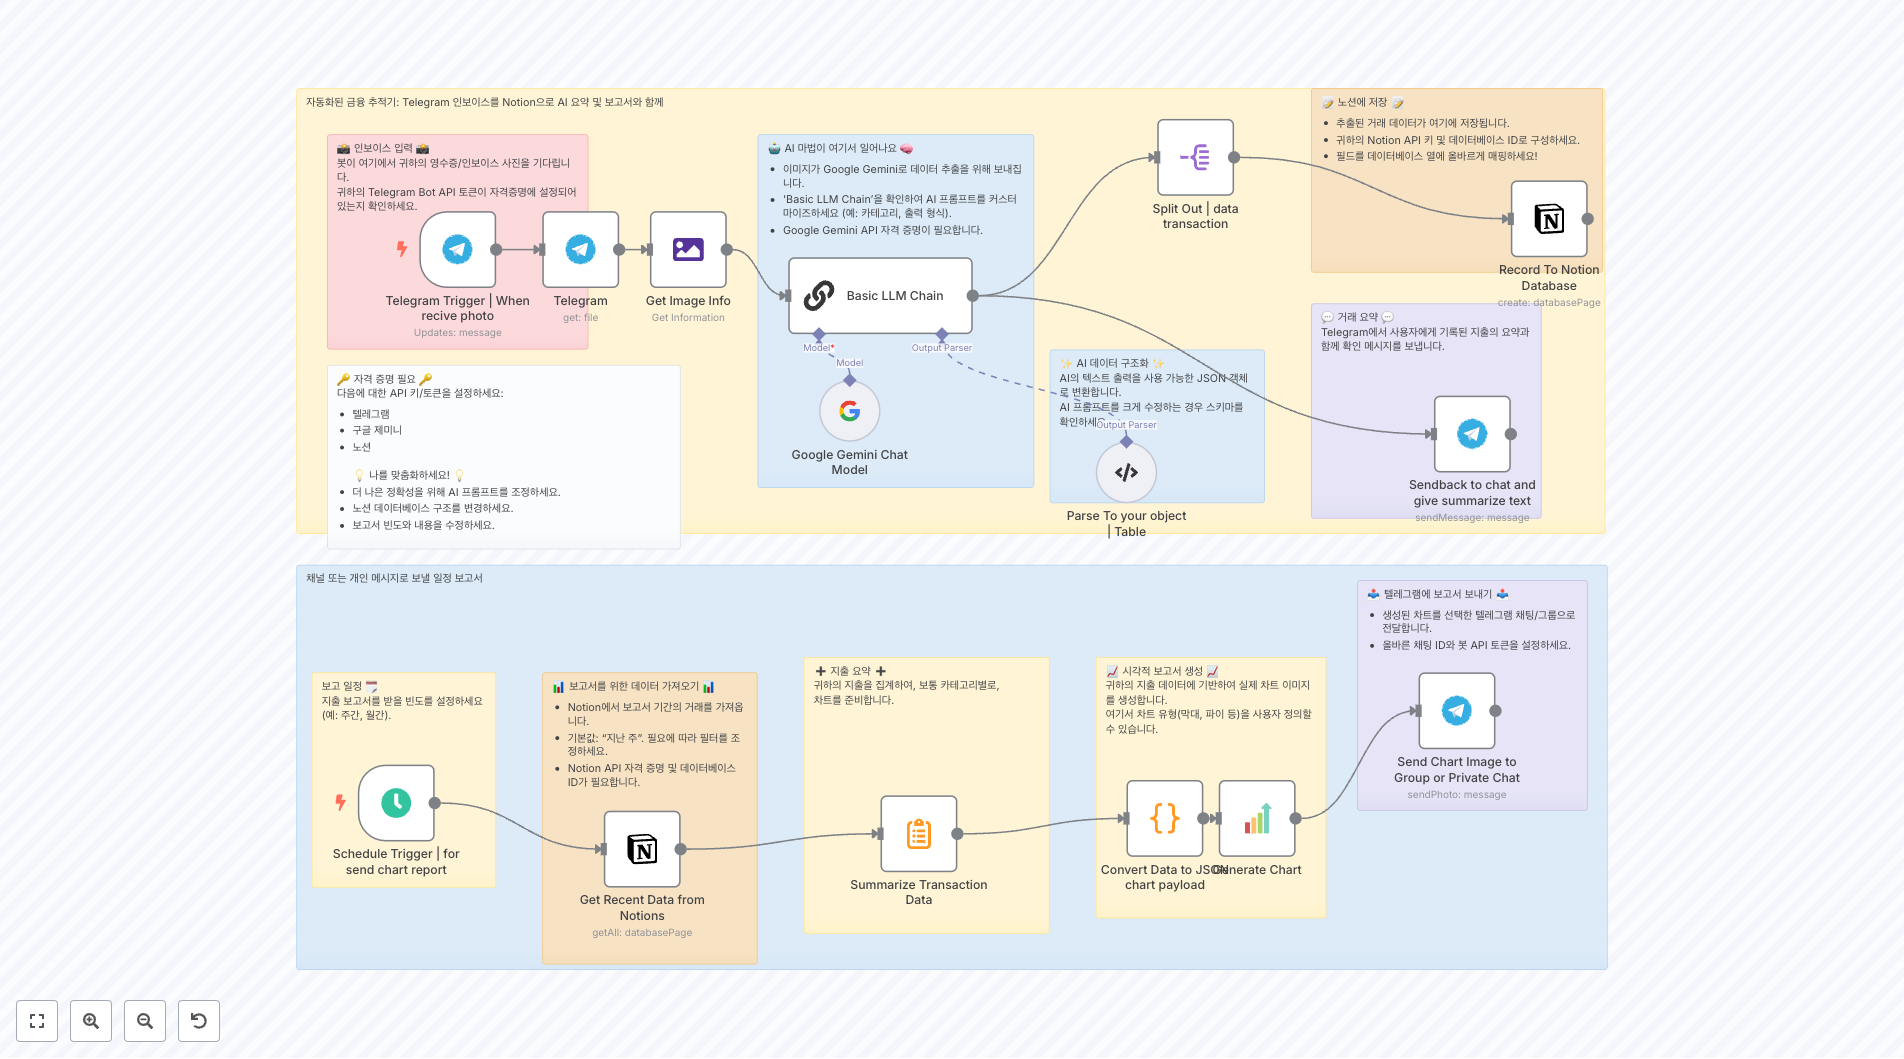 자동화된 금융 추적기: Telegram 인보이스를 Notion으로 AI 요약 및 보고서와 함께
📸 인보이스 입력 📸
봇이 여기에서 귀하의 영수증/인보이스 사진을 기다립니
다.
귀하의 Telegram Bot API 토큰이 자격증명에 설정되어
있는지 확인하세요.
Telegram Trigger | When
recive photo
Updates: message
Telegram
get: file
Get Image Info
Get Information
🔑 자격 증명 필요 🔑
다음에 대한 API 키/토큰을 설정하세요:
• 텔레그램
• 구글 제미니
• 노션
💡 나를 맞춤화하세요! 💡
• 더 나은 정확성을 위해 AI 프롬프트를 조정하세요.
• 노션 데이터베이스 구조를 변경하세요.
• 보고서 빈도와 내용을 수정하세요.
🤖 AI 마법이 여기서 일어나요 🧠
• 이미지가 Google Gemini로 데이터 추출을 위해 보내집
니다.
• 'Basic LLM Chain'을 확인하여 AI 프롬프트를 커스터
마이즈하세요 (예: 카테고리, 출력 형식).
• Google Gemini API 자격 증명이 필요합니다.
Basic LLM Chain
Model*
Output Parser
Model
Google Gemini Chat
Model
✨ AI 데이터 구조화 ✨
AI의 텍스트 출력을 사용 가능한 JSON 객체
로 변환합니다.
AI 프롬프트를 크게 수정하는 경우 스키마를
확인하세
Output Parser
Parse To your object
| Table
Split Out | data
transaction
📝 노션에 저장 📝
• 추출된 거래 데이터가 여기에 저장됩니다.
• 귀하의 Notion API 키 및 데이터베이스 ID로 구성하세요.
• 필드를 데이터베이스 열에 올바르게 매핑하세요!
Record To Notion
Database
create: databasePage
💬 거래 요약 💬
Telegram에서 사용자에게 기록된 지출의 요약과
함께 확인 메시지를 보냅니다.
Sendback to chat and
give summarize text
sendMessage: message
채널 또는 개인 메시지로 보낼 일정 보고서
보고 일정 🗓️
지출 보고서를 받을 빈도를 설정하세요
(예: 주간, 월간).
Schedule Trigger | for
send chart report
📊 보고서를 위한 데이터 가져오기 📊
• Notion에서 보고서 기간의 거래를 가져옵
니다.
• 기본값: “지난 주”. 필요에 따라 필터를 조
정하세요.
• Notion API 자격 증명 및 데이터베이스
ID가 필요합니다.
Get Recent Data from
Notions
getAll: databasePage
➕ 지출 요약 ➕
귀하의 지출을 집계하여, 보통 카테고리별로,
차트를 준비합니다.
Summarize Transaction
Data
📈 시각적 보고서 생성 📈
귀하의 지출 데이터에 기반하여 실제 차트 이미지
를 생성합니다.
여기서 차트 유형(막대, 파이 등)을 사용자 정의할
수 있습니다.
Convert Data to JSON
chart payload
Generate Chart
📤 텔레그램에 보고서 보내기 📤
• 생성된 차트를 선택한 텔레그램 채팅/그룹으로
전달합니다.
• 올바른 채팅 ID와 봇 API 토큰을 설정하세요.
Send Chart Image to
Group or Private Chat
sendPhoto: message